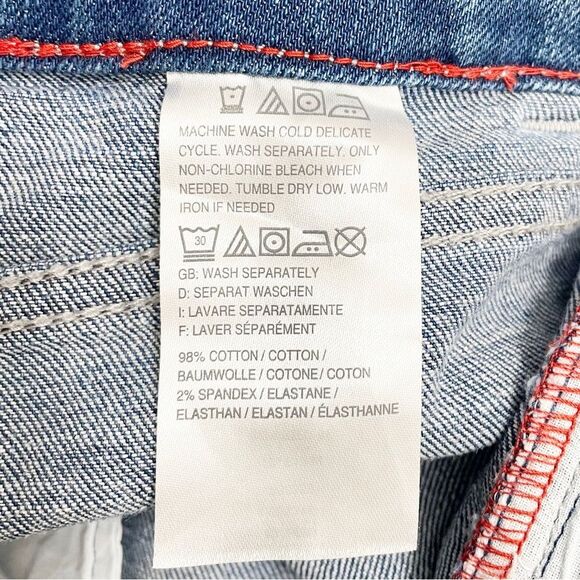 MACHINE WASH COLD DELICATE
CYCLE. WASH SEPARATELY. ONLY
NON-CHLORINE BLEACH WHEN
NEEDED. TUMBLE DRY LOW. WARM
IRON IF NEEDED
30
GB: WASH SEPARATELY
D: SEPARAT WASCHEN
I: LAVARE SEPARATAMENTE
F: LAVER SÉPARÉMENT
98% COTTON / COTTON /
BAUMWOLLE / COTONE / COTON
2% SPANDEX / ELASTANE /
ELASTHAN / ELASTAN / ÉLASTHANNE